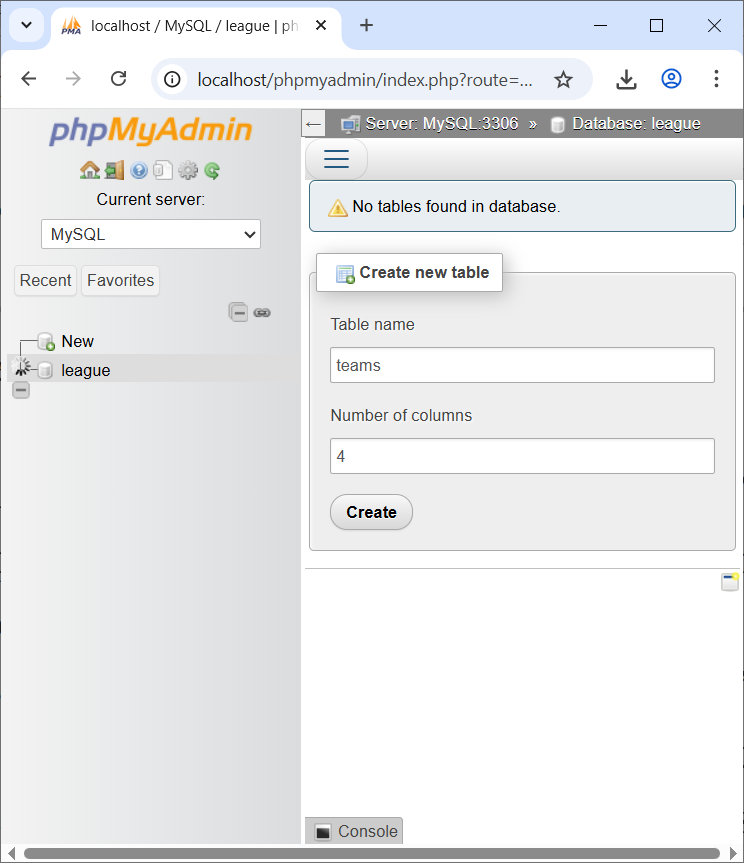 localhost / MySQL / league | ph
localhost/phpmyadmin/index.php?route=...
phpMyAdmin
Current server:
MySQL
Recent Favorites
New
league
← Server: MySQL:3306 » Database: league
No tables found in database.
Create new table
Table name
teams
Number of columns
4
Create
Console